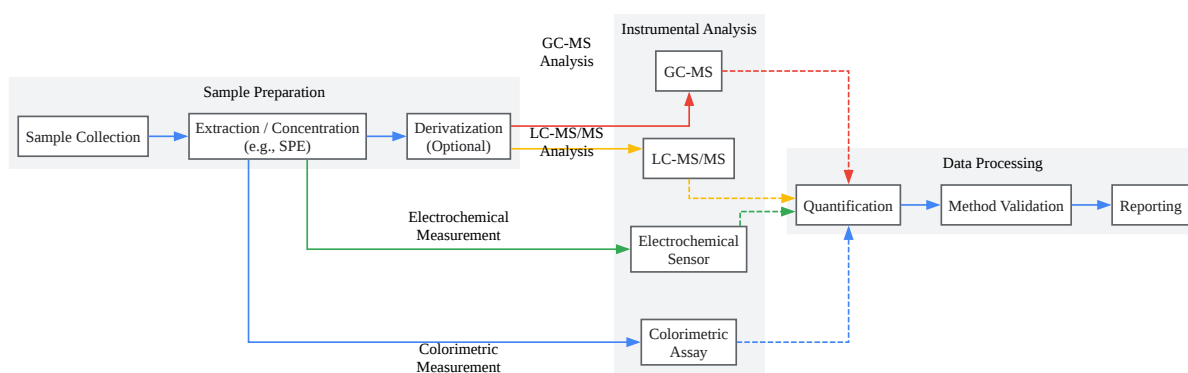 Instrumental Analysis
GC-MS
Analysis
GC-MS
Sample Preparation
Sample Collection
Extraction / Concentration
(e.g., SPE)
Derivatization
(Optional)
LC-MS/MS
Analysis
LC-MS/MS
Data Processing
Quantification
Method Validation
Reporting
Electrochemical
Measurement
Electrochemical
Sensor
Colorimetric
Assay
Colorimetric
Measurement